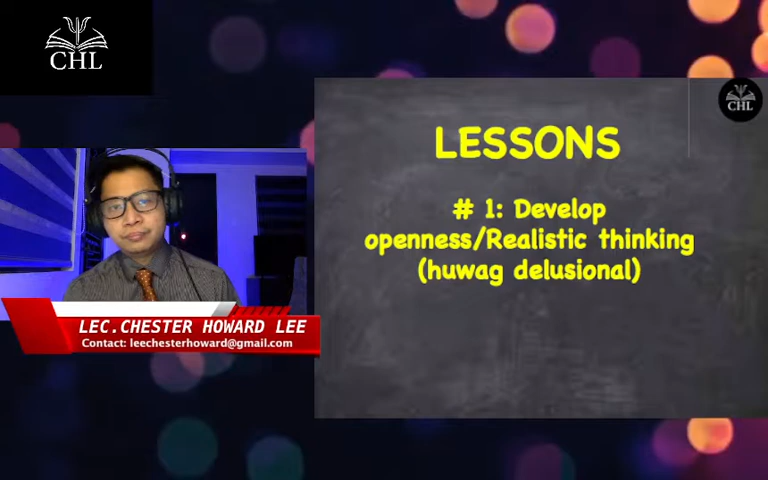 CHL
CHL
LESSONS
# 1: Develop
openness/Realistic thinking
(huwag delusional)
LEC.CHESTER HOWARD LEE
Contact: leechesterhoward@gmail.com